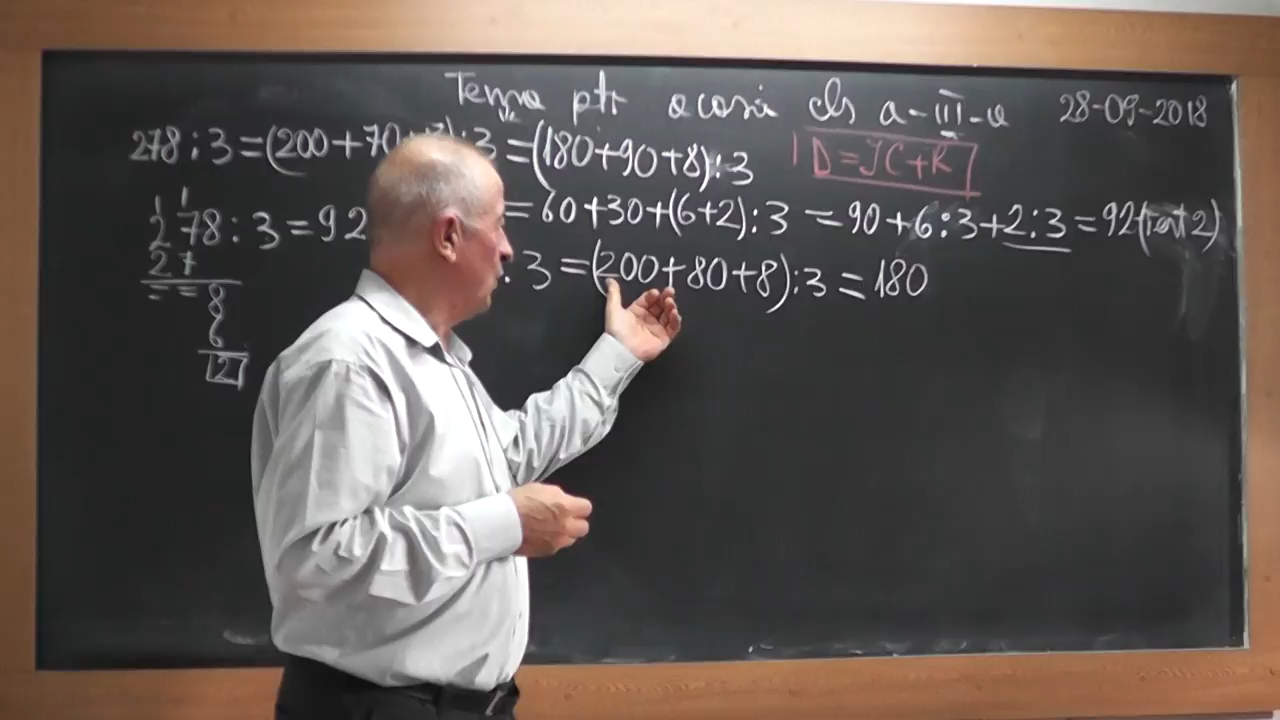 Tema ptr acasă cls a-III-a 28-09-2018
278:3=(200+70+8):3=(180+90+8):3 D=ÎC+R
278:3=92 =60+30+(6+2):3=90+6:3+2:3=92(rest 2)
27
:3=(200+80+8):3=180
8
6
2